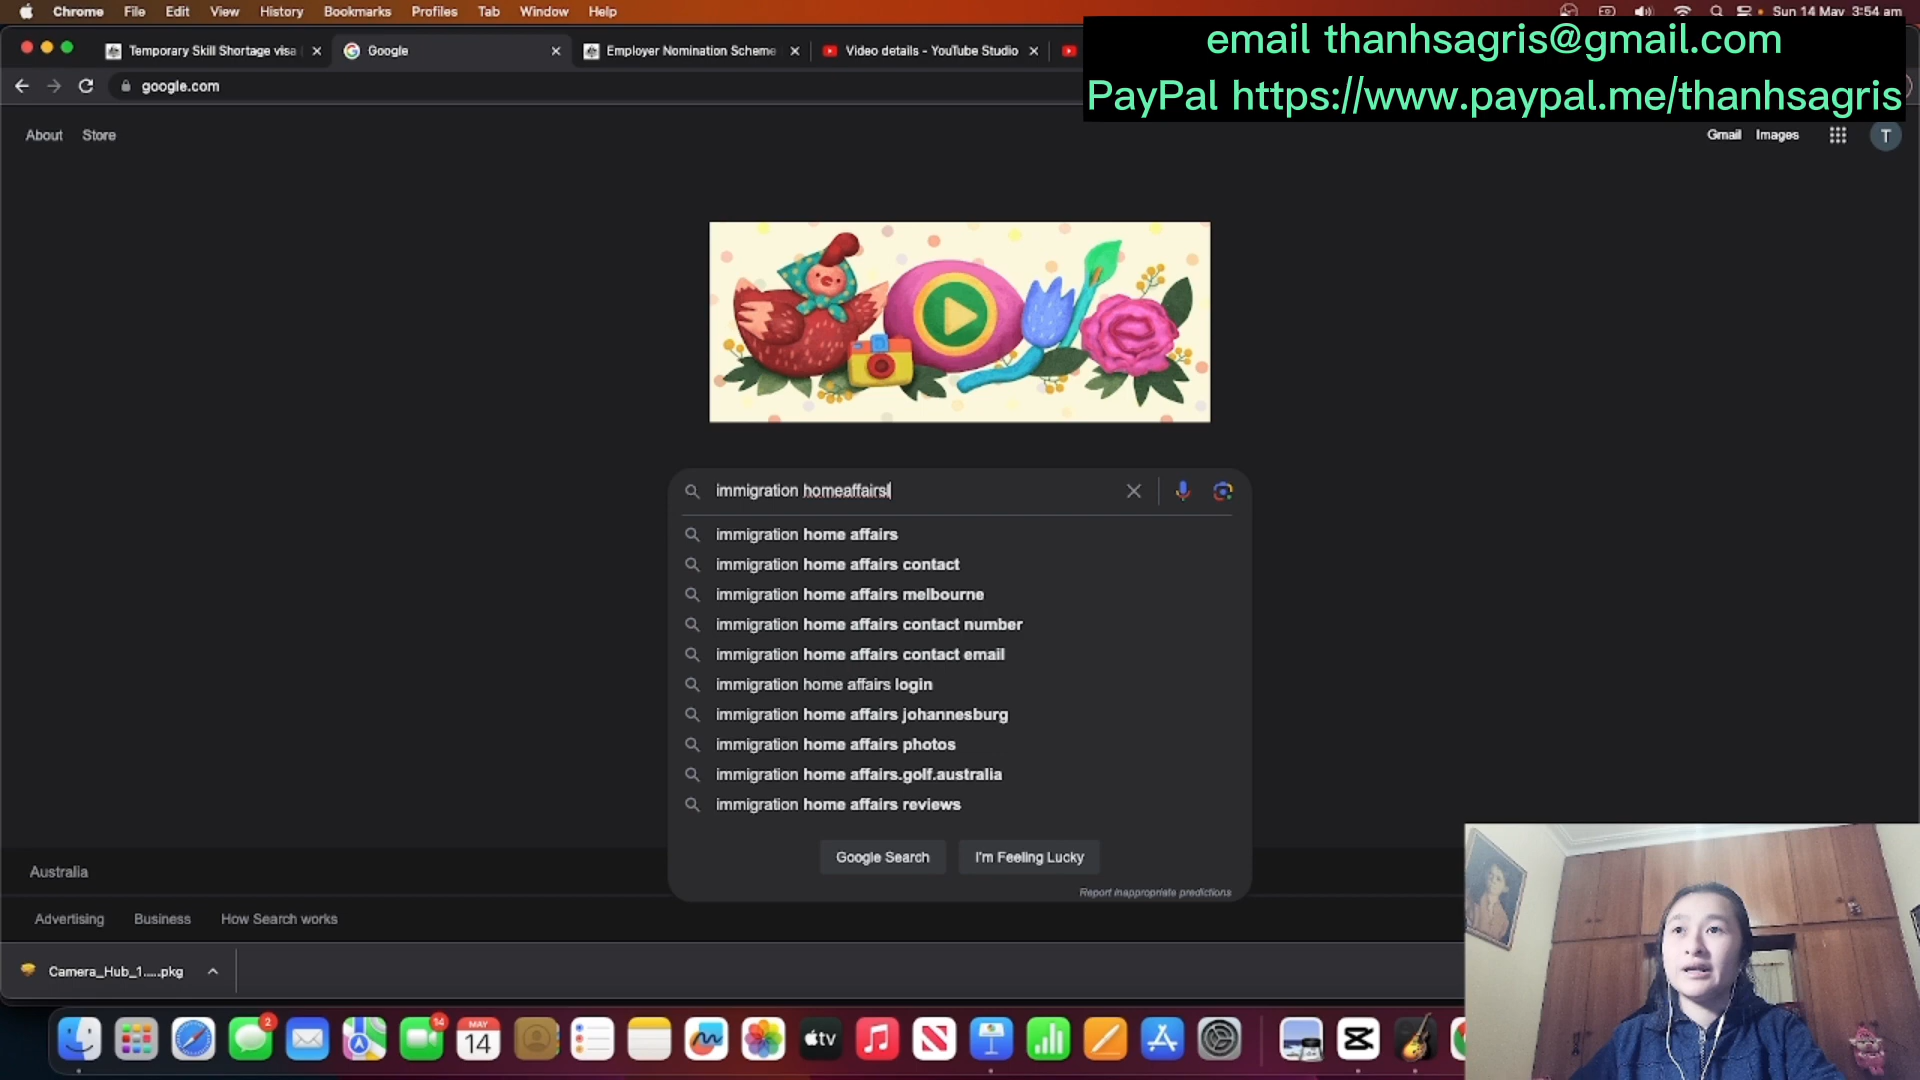 Chrome File Edit View History Bookmarks Profiles Tab Window Help Sun 14 May 3:54 am
Temporary Skill Shortage visa Google Employer Nomination Scheme Video details - YouTube Studio
email thanhsagris@gmail.com
google.com
PayPal https://www.paypal.me/thanhsagris
About Store Gmail Images T
immigration homeaffairs
immigration home affairs
immigration home affairs contact
immigration home affairs melbourne
immigration home affairs contact number
immigration home affairs contact email
immigration home affairs login
immigration home affairs johannesburg
immigration home affairs photos
immigration home affairs.golf.australia
immigration home affairs reviews
Google Search I'm Feeling Lucky
Report inappropriate predictions
Australia
Advertising Business How Search works
Camera_Hub_1.....pkg
2 14 MAY 14 tv